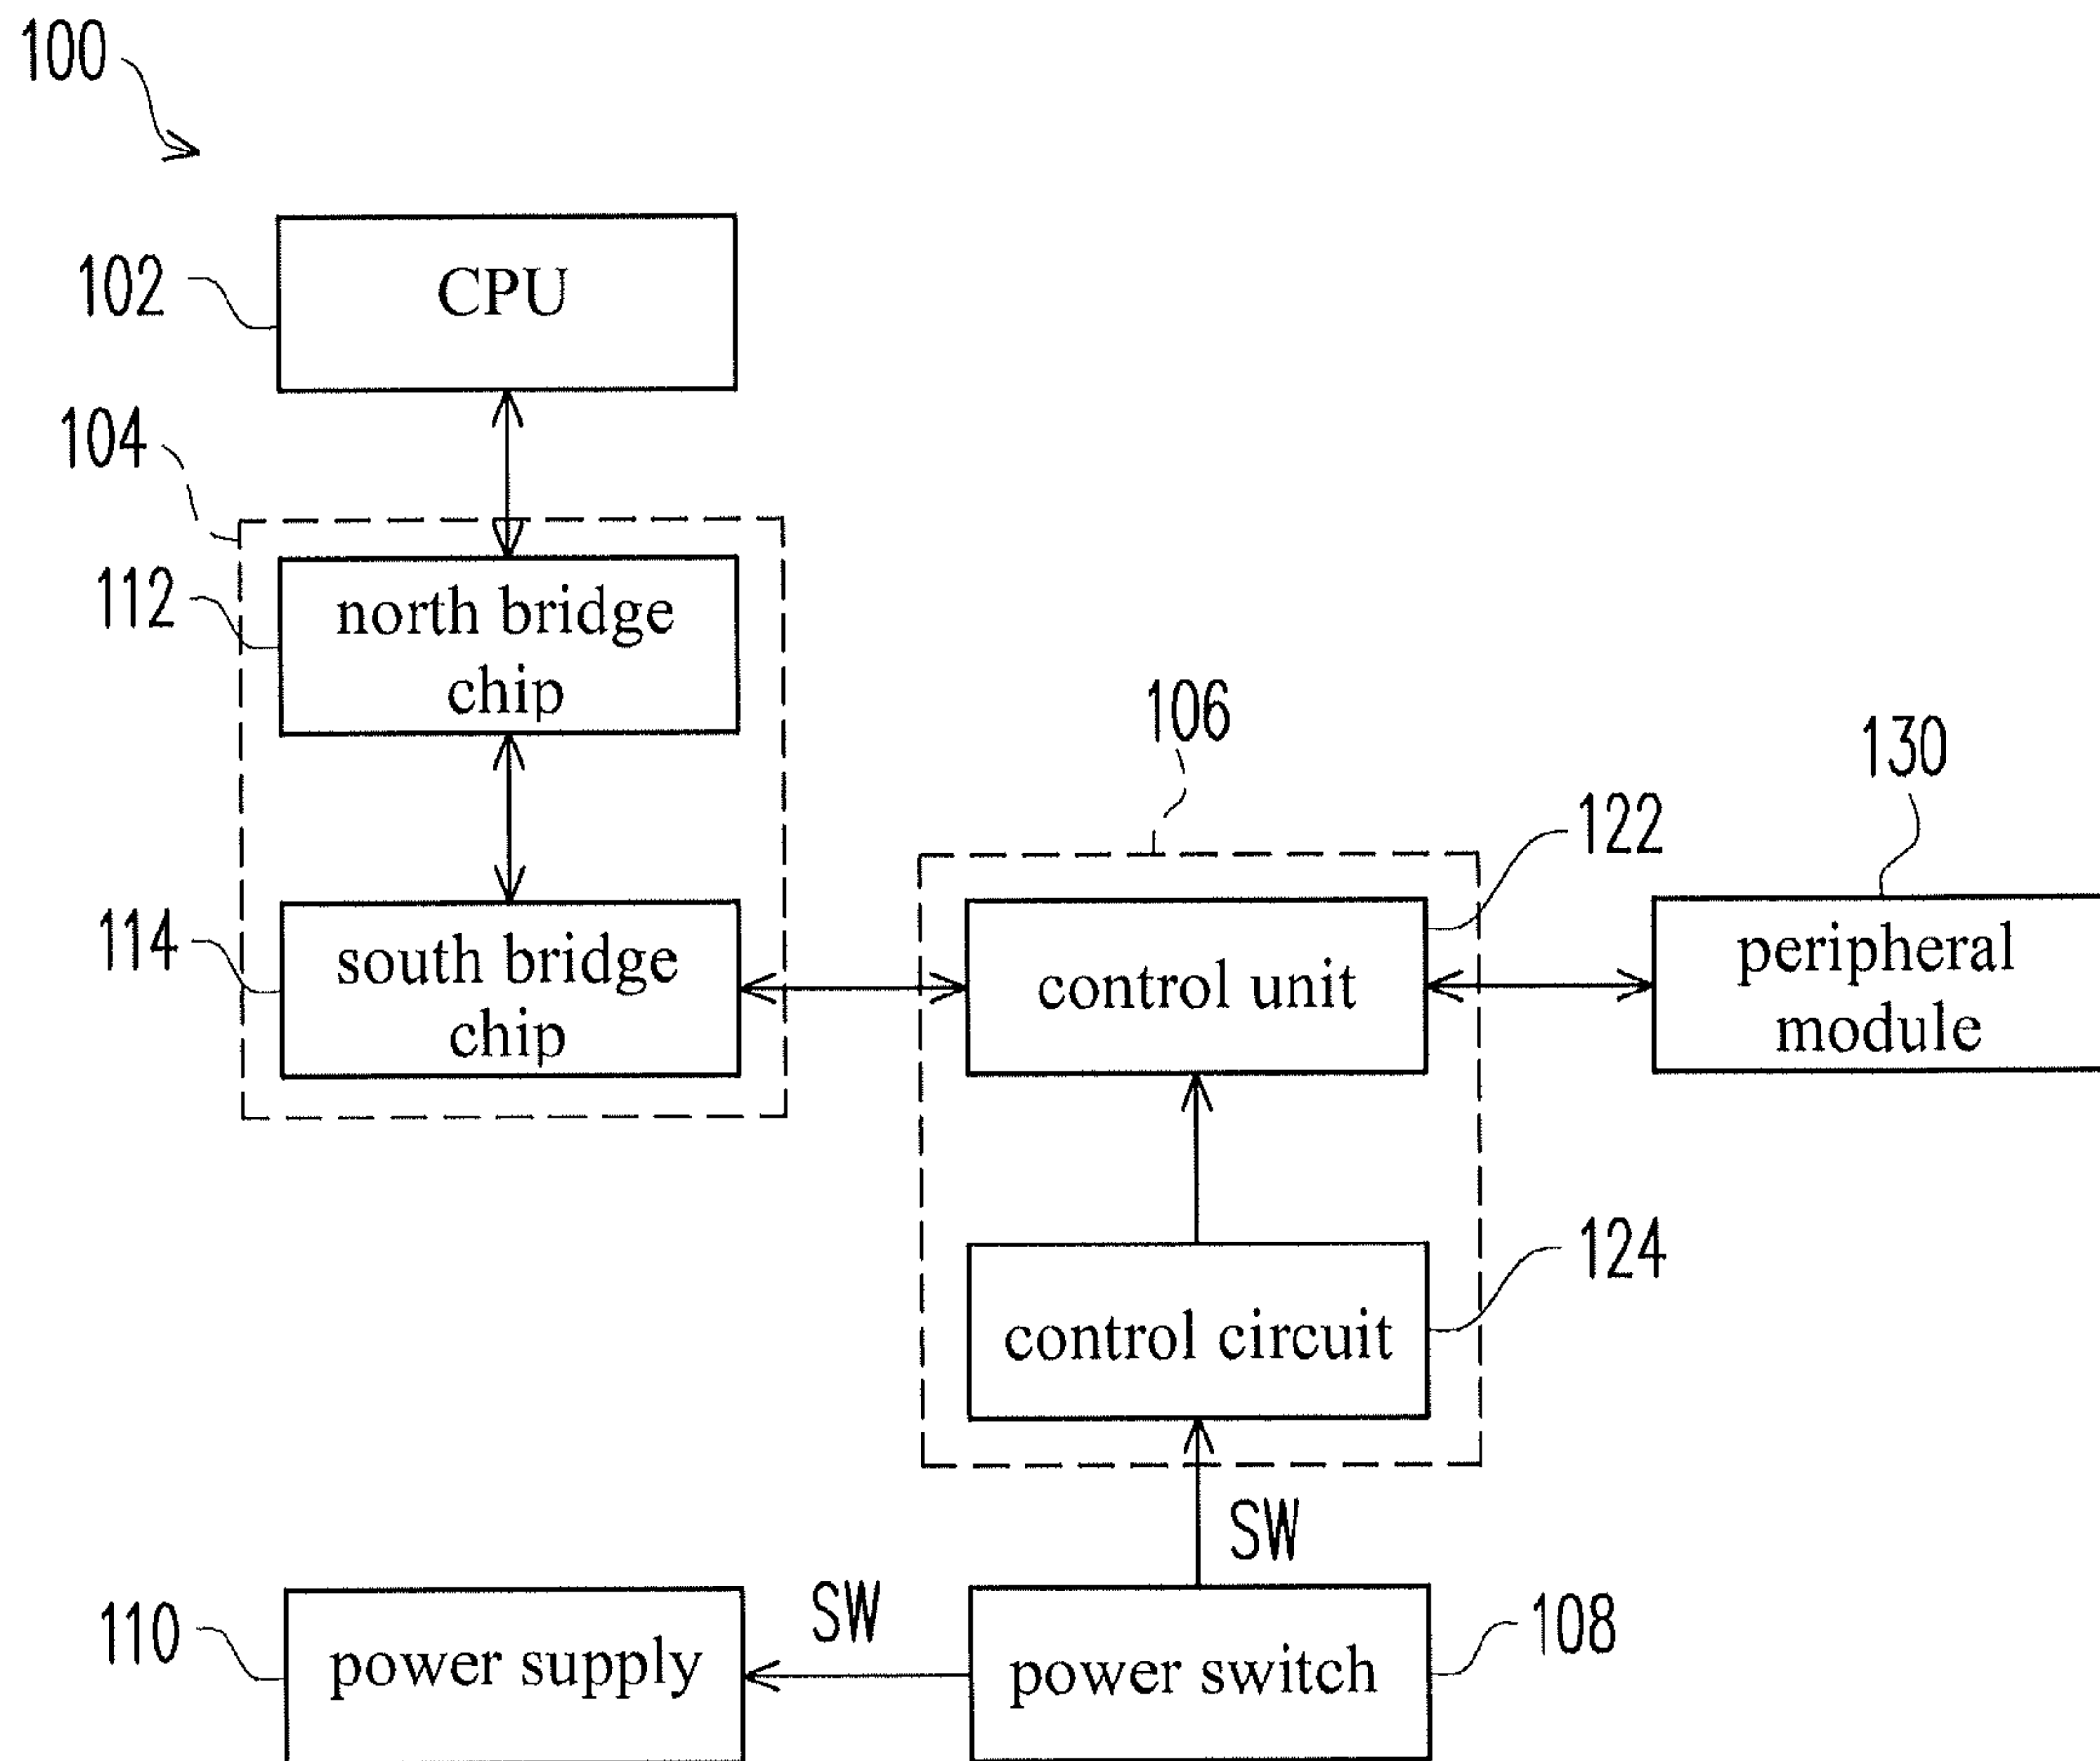 100
102
CPU
104
112
north bridge
chip
106
130
122
114
south bridge
chip
control unit
peripheral
module
124
control circuit
SW
SW
110
power supply
power switch
108